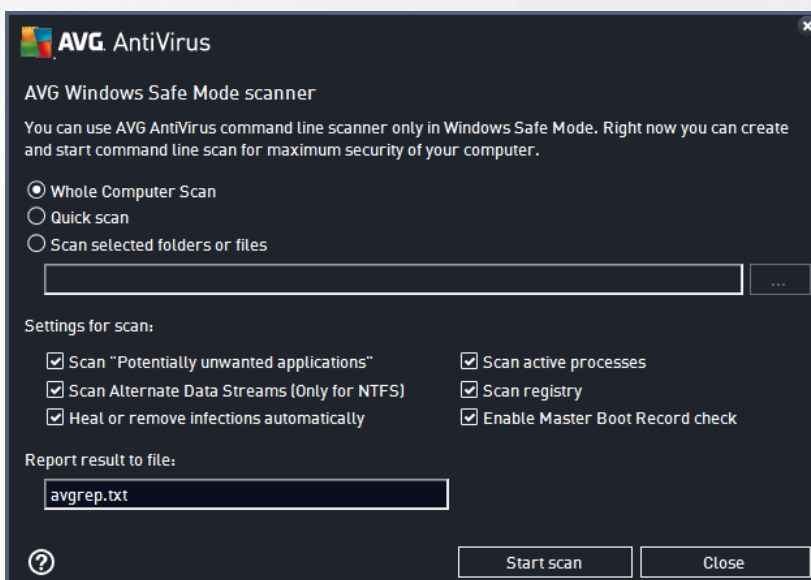 AVG AntiVirus
AVG Windows Safe Mode scanner
You can use AVG AntiVirus command line scanner only in Windows Safe Mode. Right now you can create
and start command line scan for maximum security of your computer.
Whole Computer Scan
Quick scan
Scan selected folders or files
...
Settings for scan:
Scan "Potentially unwanted applications"
Scan active processes
Scan Alternate Data Streams (Only for NTFS)
Scan registry
Heal or remove infections automatically
Enable Master Boot Record check
Report result to file:
avgrep.txt
?
Start scan
Close